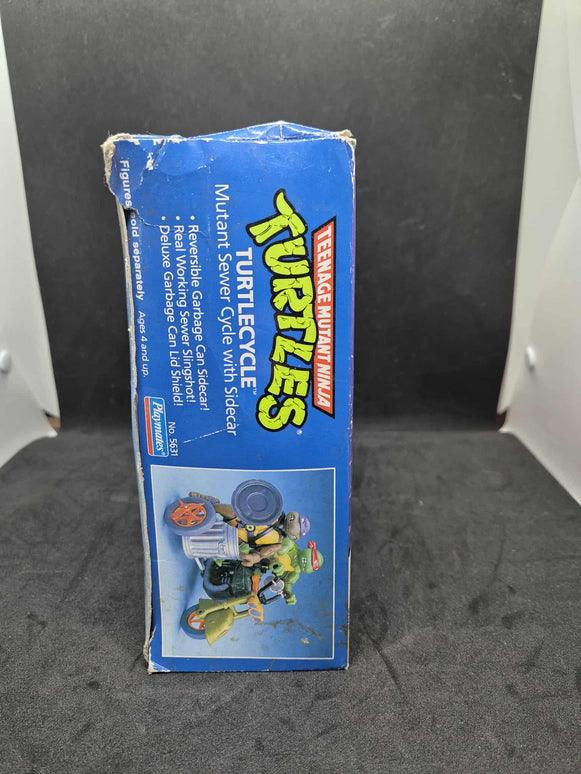 TEENAGE MUTANT NINJA
TURTLES
TURTLECYCLE™
Mutant Sewer Cycle with Sidecar
• Reversible Garbage Can Sidecar!
• Real Working Sewer Slingshot!
• Deluxe Garbage Can Lid Shield!
Figures sold separately Ages 4 and up.
Playmates®
No. 5631